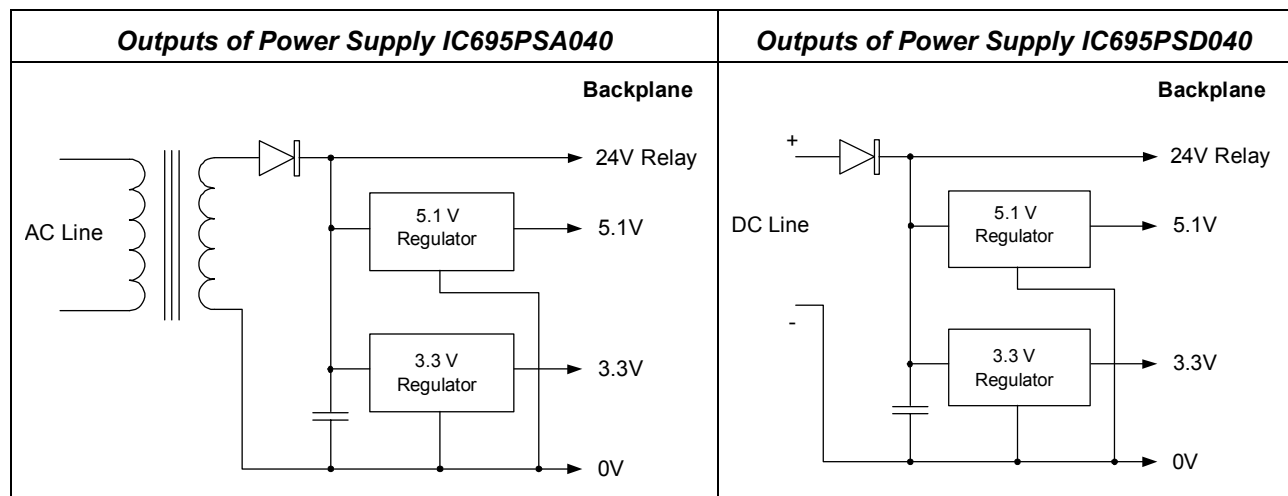 Outputs of Power Supply IC695PSA040
Backplane
24V Relay
5.1 V
Regulator
5.1V
AC Line
3.3 V
Regulator
3.3V
0V
Outputs of Power Supply IC695PSD040
Backplane
+
24V Relay
5.1 V
Regulator
5.1V
DC Line
-
3.3 V
Regulator
3.3V
0V